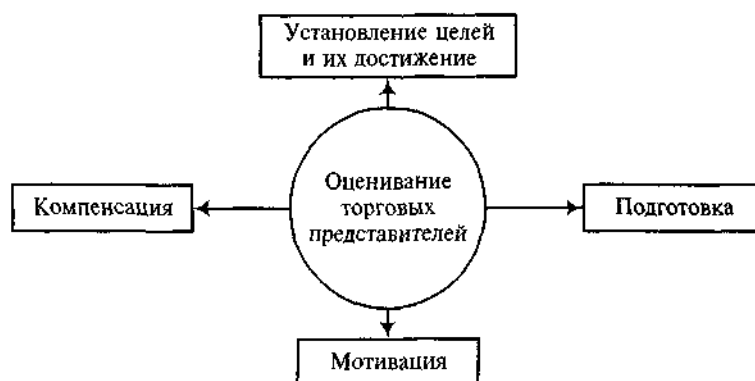 Установление целей
и их достижение
Компенсация
Оценивание
торговых
представителей
Подготовка
Мотивация